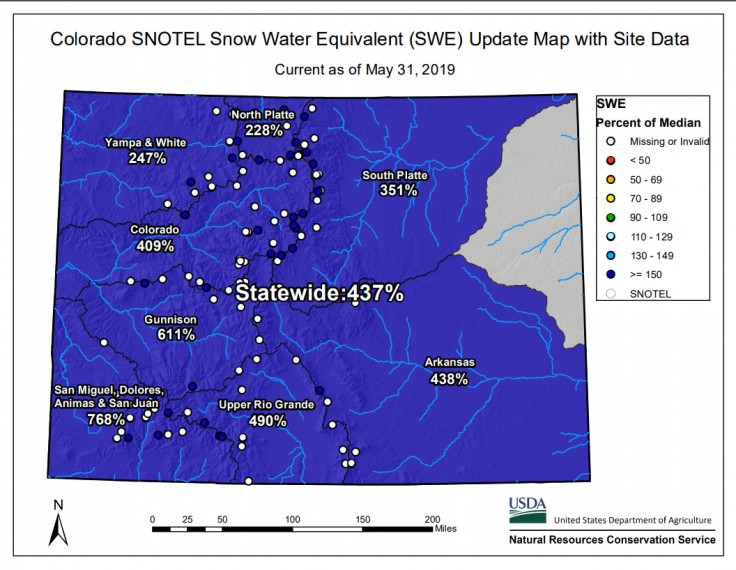 Colorado SNOTEL Snow Water Equivalent (SWE) Update Map with Site Data
Current as of May 31, 2019
North Platte
228%
Yampa & White
247%
South Platte
351%
Colorado
409%
Statewide:437%
Gunnison
611%
Arkansas
438%
San Miguel, Dolores,
Animas & San Juan
768%
Upper Rio Grande
490%
SWE
Percent of Median
Missing or Invalid
< 50
50 - 69
70 - 89
90 - 109
110 - 129
130 - 149
>= 150
SNOTEL
N
0 25 50 100 150 200
Miles
USDA
United States Department of Agriculture
Natural Resources Conservation Service